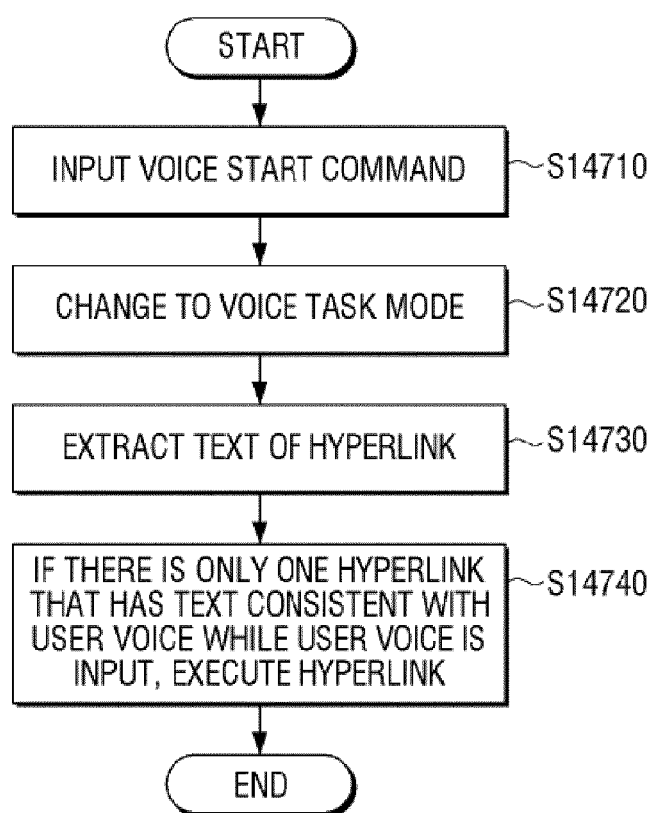 START
INPUT VOICE START COMMAND
S14710
CHANGE TO VOICE TASK MODE
S14720
EXTRACT TEXT OF HYPERLINK
S14730
IF THERE IS ONLY ONE HYPERLINK
THAT HAS TEXT CONSISTENT WITH
USER VOICE WHILE USER VOICE IS
INPUT, EXECUTE HYPERLINK
S14740
END